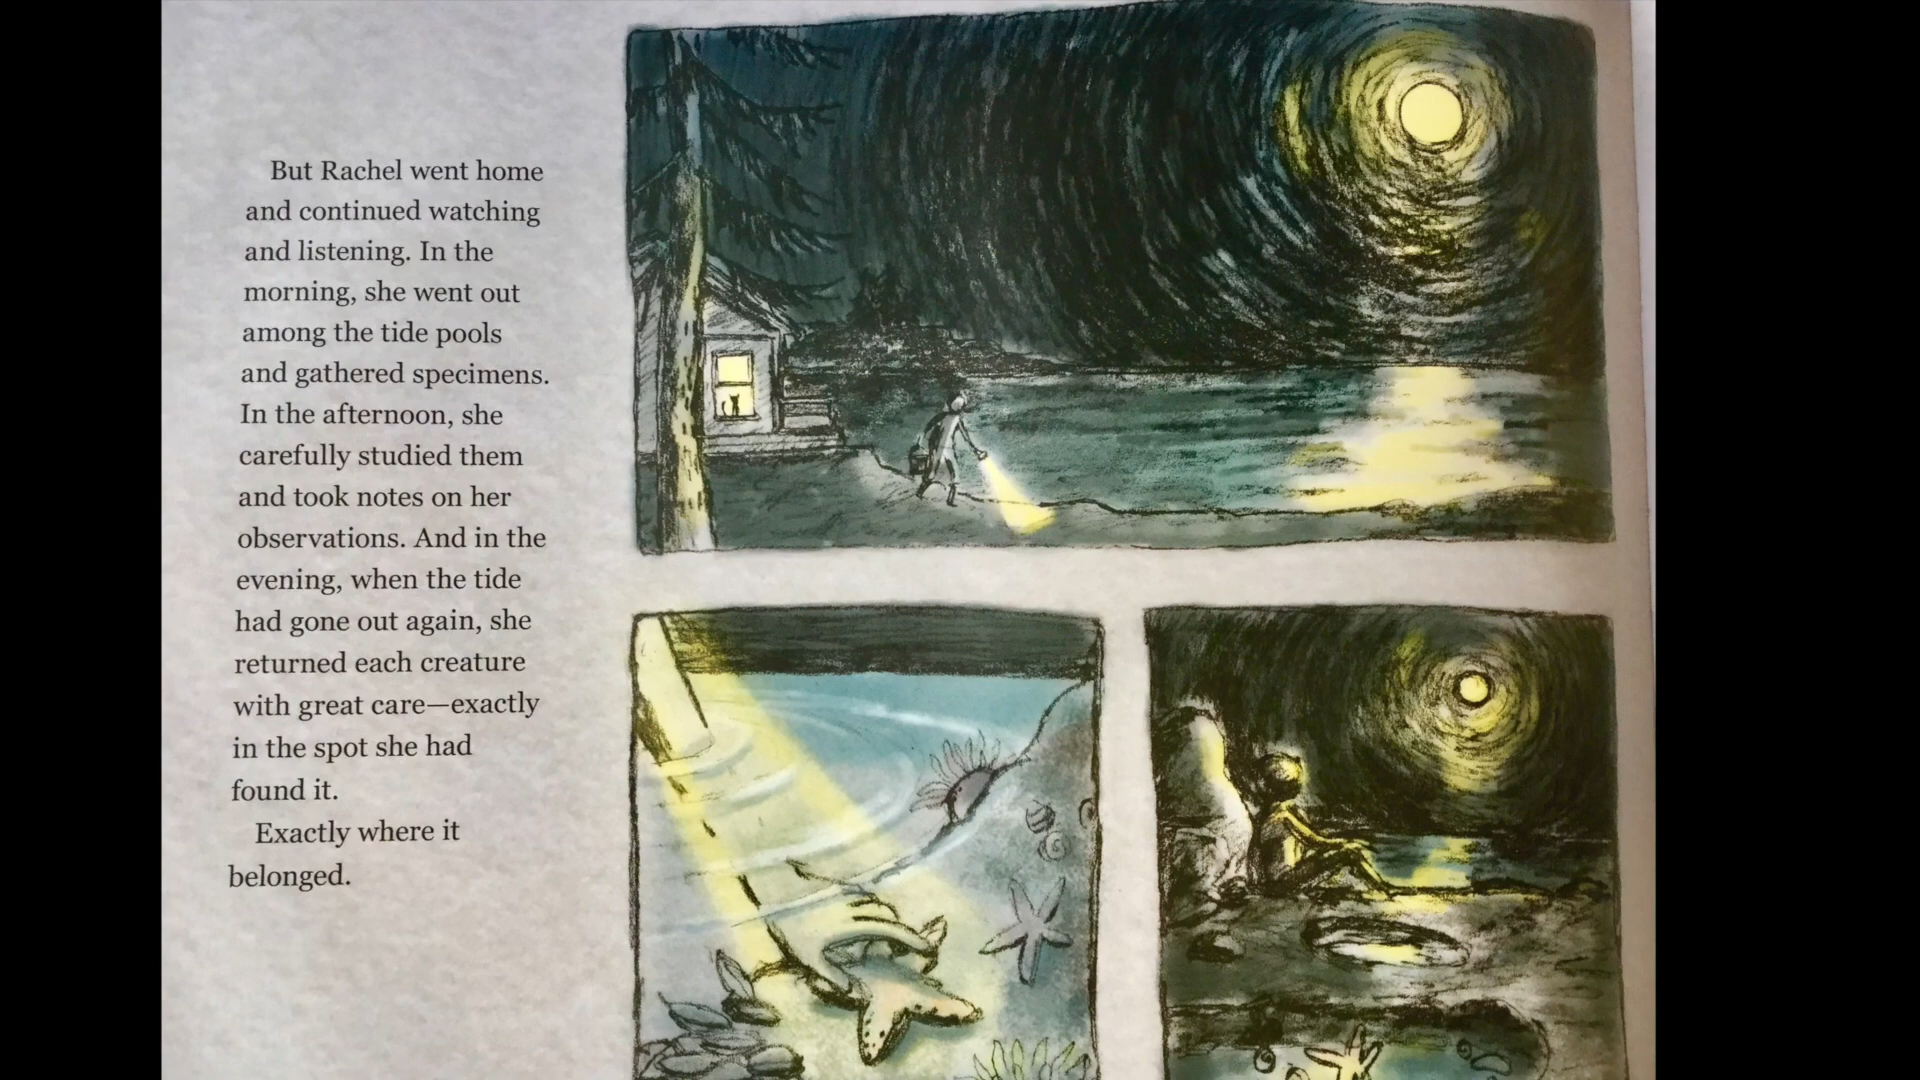 But Rachel went home
and continued watching
and listening. In the
morning, she went out
among the tide pools
and gathered specimens.
In the afternoon, she
carefully studied them
and took notes on her
observations. And in the
evening, when the tide
had gone out again, she
returned each creature
with great care—exactly
in the spot she had
found it.
Exactly where it
belonged.